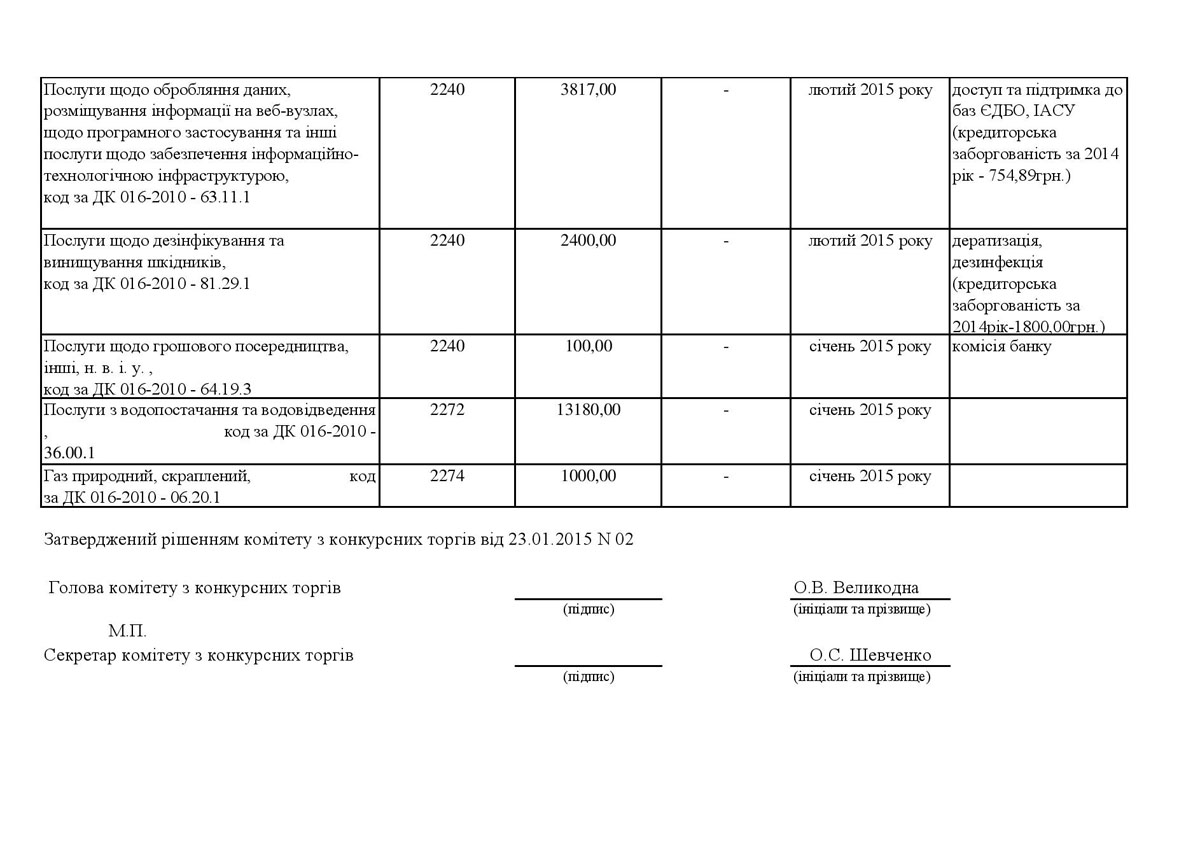 Послуги щодо обробляння даних,
розміщування інформації на веб-вузлах,
щодо програмного застосування та інші
послуги щодо забезпечення інформаційно-
технологічною інфраструктурою,
код за ДК 016-2010 - 63.11.1
2240
3817,00
-
лютий 2015 року
доступ та підтримка до
баз ЄДБО, ІАСУ
(кредиторська
заборгованість за 2014
рік - 754,89грн.)
Послуги щодо дезінфікування та
винищування шкідників,
код за ДК 016-2010 - 81.29.1
2240
2400,00
-
лютий 2015 року
дератизація,
дезинфекція
(кредиторська
заборгованість за
2014рік-1800,00грн.)
Послуги щодо грошового посередництва,
інші, н. в. і. у. ,
код за ДК 016-2010 - 64.19.3
2240
100,00
-
січень 2015 року
комісія банку
Послуги з водопостачання та водовідведення
, код за ДК 016-2010 -
36.00.1
2272
13180,00
-
січень 2015 року
Газ природний, скраплений, код
за ДК 016-2010 - 06.20.1
2274
1000,00
-
січень 2015 року
Затверджений рішенням комітету з конкурсних торгів від 23.01.2015 N 02
Голова комітету з конкурсних торгів
О.В. Великодна
(підпис)
(ініціали та прізвище)
М.П.
Секретар комітету з конкурсних торгів
О.С. Шевченко
(підпис)
(ініціали та прізвище)